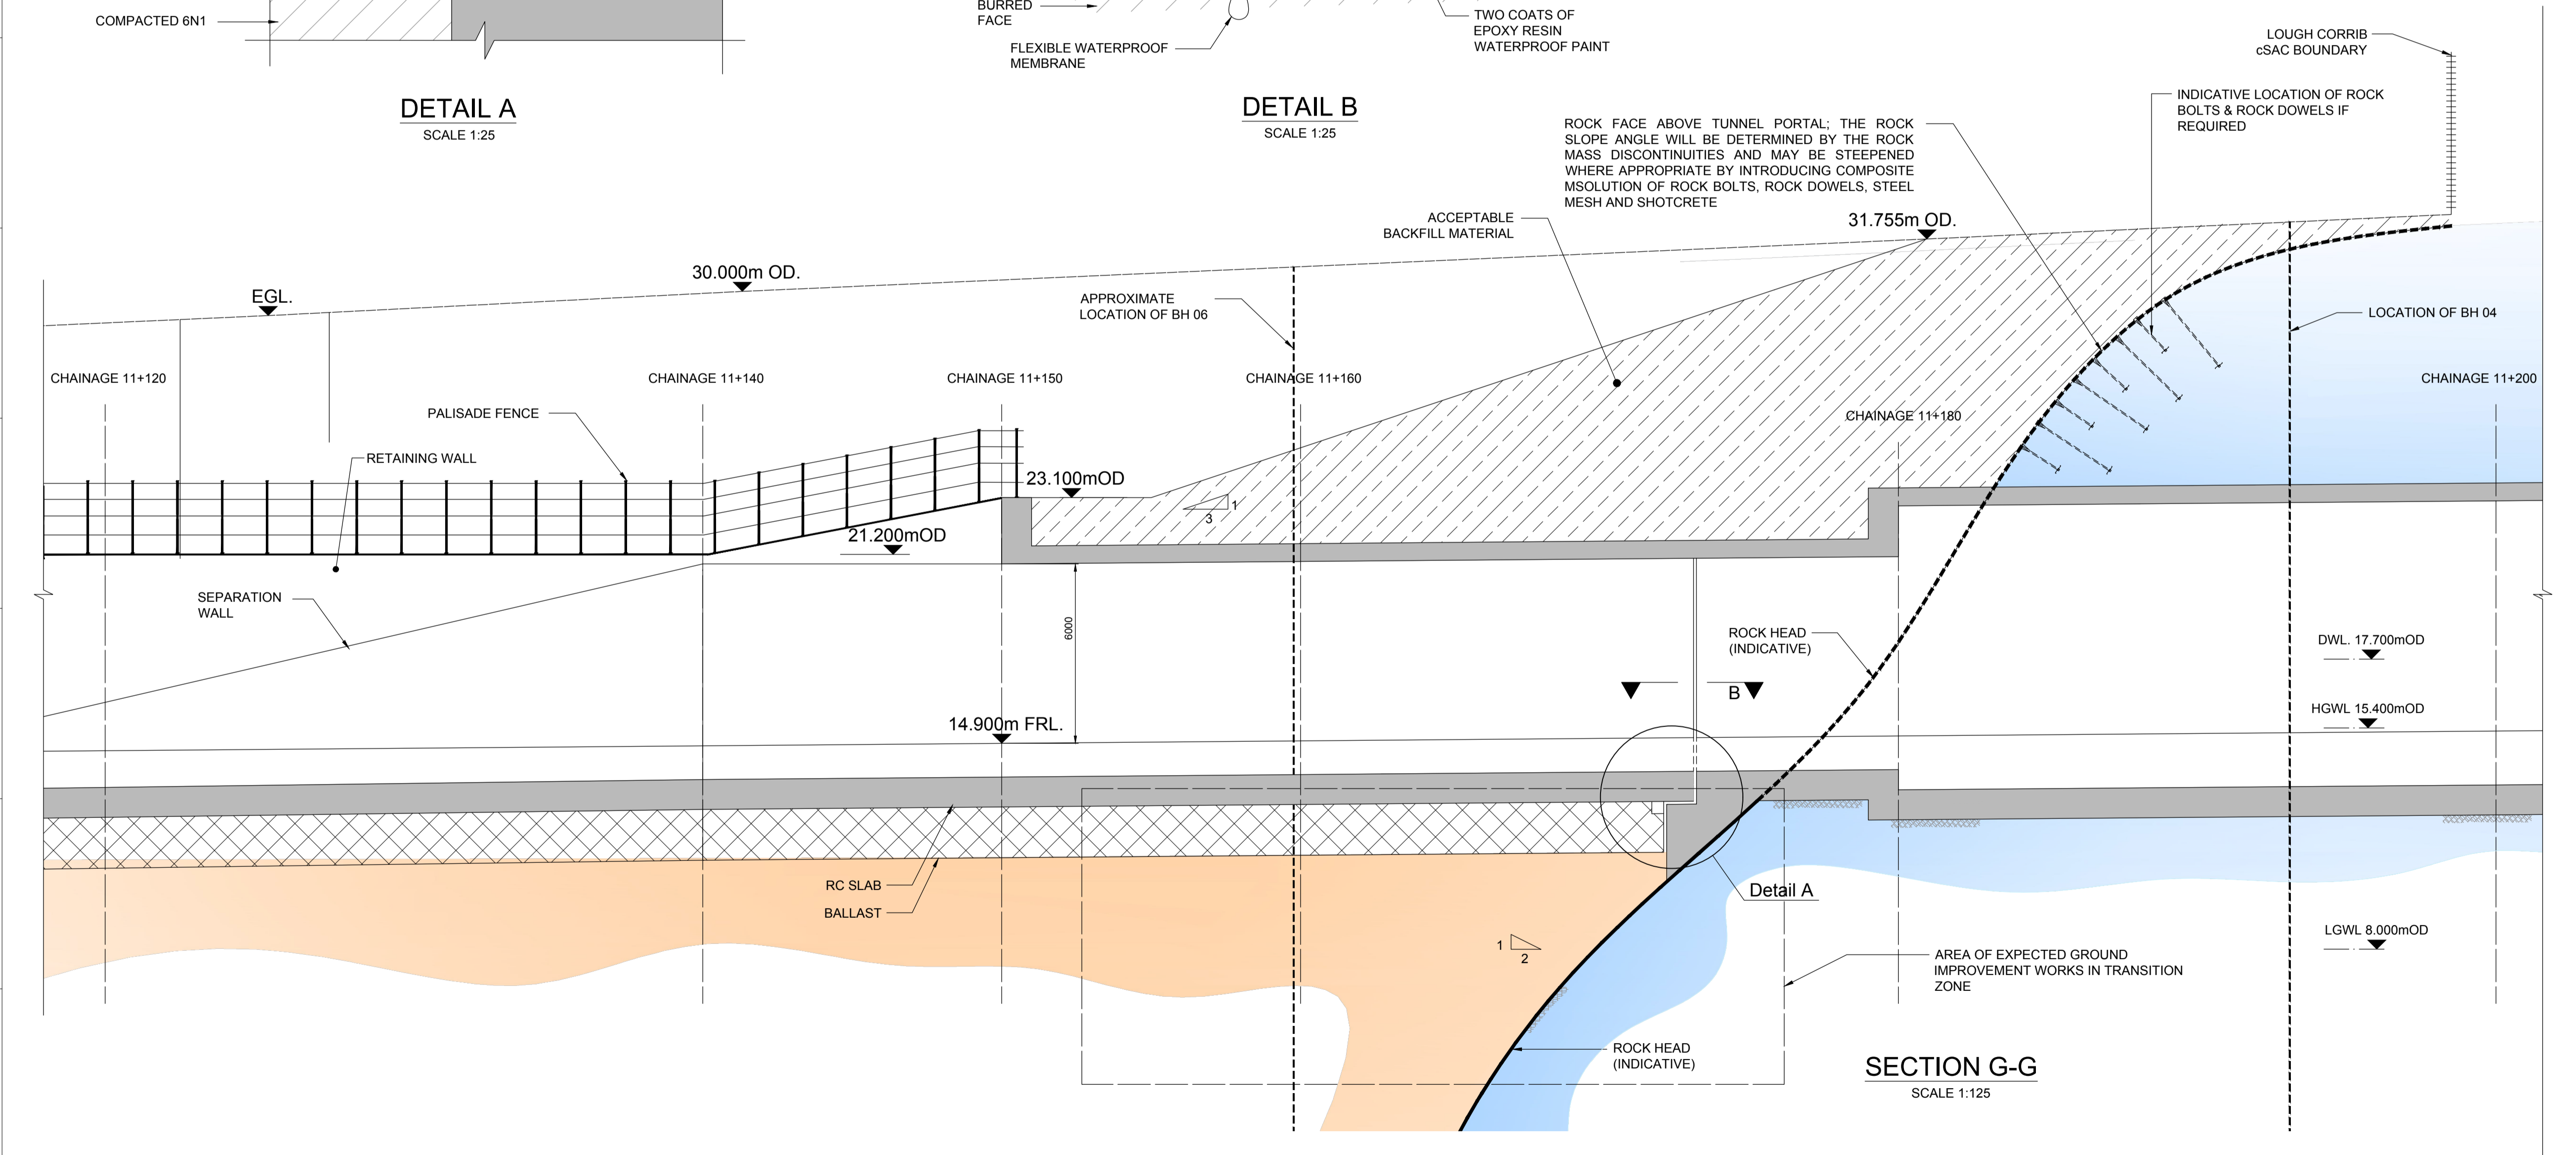 COMPACTED 6N1
BURRED
FACE
FLEXIBLE WATERPROOF
MEMBRANE
TWO COATS OF
EPOXY RESIN
WATERPROOF PAINT
DETAIL A
SCALE 1:25
DETAIL B
SCALE 1:25
LOUGH CORRIB
cSAC BOUNDARY
INDICATIVE LOCATION OF ROCK
BOLTS & ROCK DOWELS IF
REQUIRED
ROCK FACE ABOVE TUNNEL PORTAL; THE ROCK
SLOPE ANGLE WILL BE DETERMINED BY THE ROCK
MASS DISCONTINUITIES AND MAY BE STEEPENED
WHERE APPROPRIATE BY INTRODUCING COMPOSITE
MSOLUTION OF ROCK BOLTS, ROCK DOWELS, STEEL
MESH AND SHOTCRETE
ACCEPTABLE
BACKFILL MATERIAL
31.755m OD.
30.000m OD.
EGL.
APPROXIMATE
LOCATION OF BH 06
LOCATION OF BH 04
CHAINAGE 11+120
CHAINAGE 11+140
CHAINAGE 11+150
CHAINAGE 11+160
CHAINAGE 11+180
CHAINAGE 11+200
PALISADE FENCE
RETAINING WALL
23.100mOD
1
3
21.200mOD
SEPARATION
WALL
6000
ROCK HEAD
(INDICATIVE)
DWL. 17.700mOD
B
HGWL 15.400mOD
14.900m FRL.
RC SLAB
BALLAST
Detail A
LGWL 8.000mOD
1
2
AREA OF EXPECTED GROUND
IMPROVEMENT WORKS IN TRANSITION
ZONE
ROCK HEAD
(INDICATIVE)
SECTION G-G
SCALE 1:125